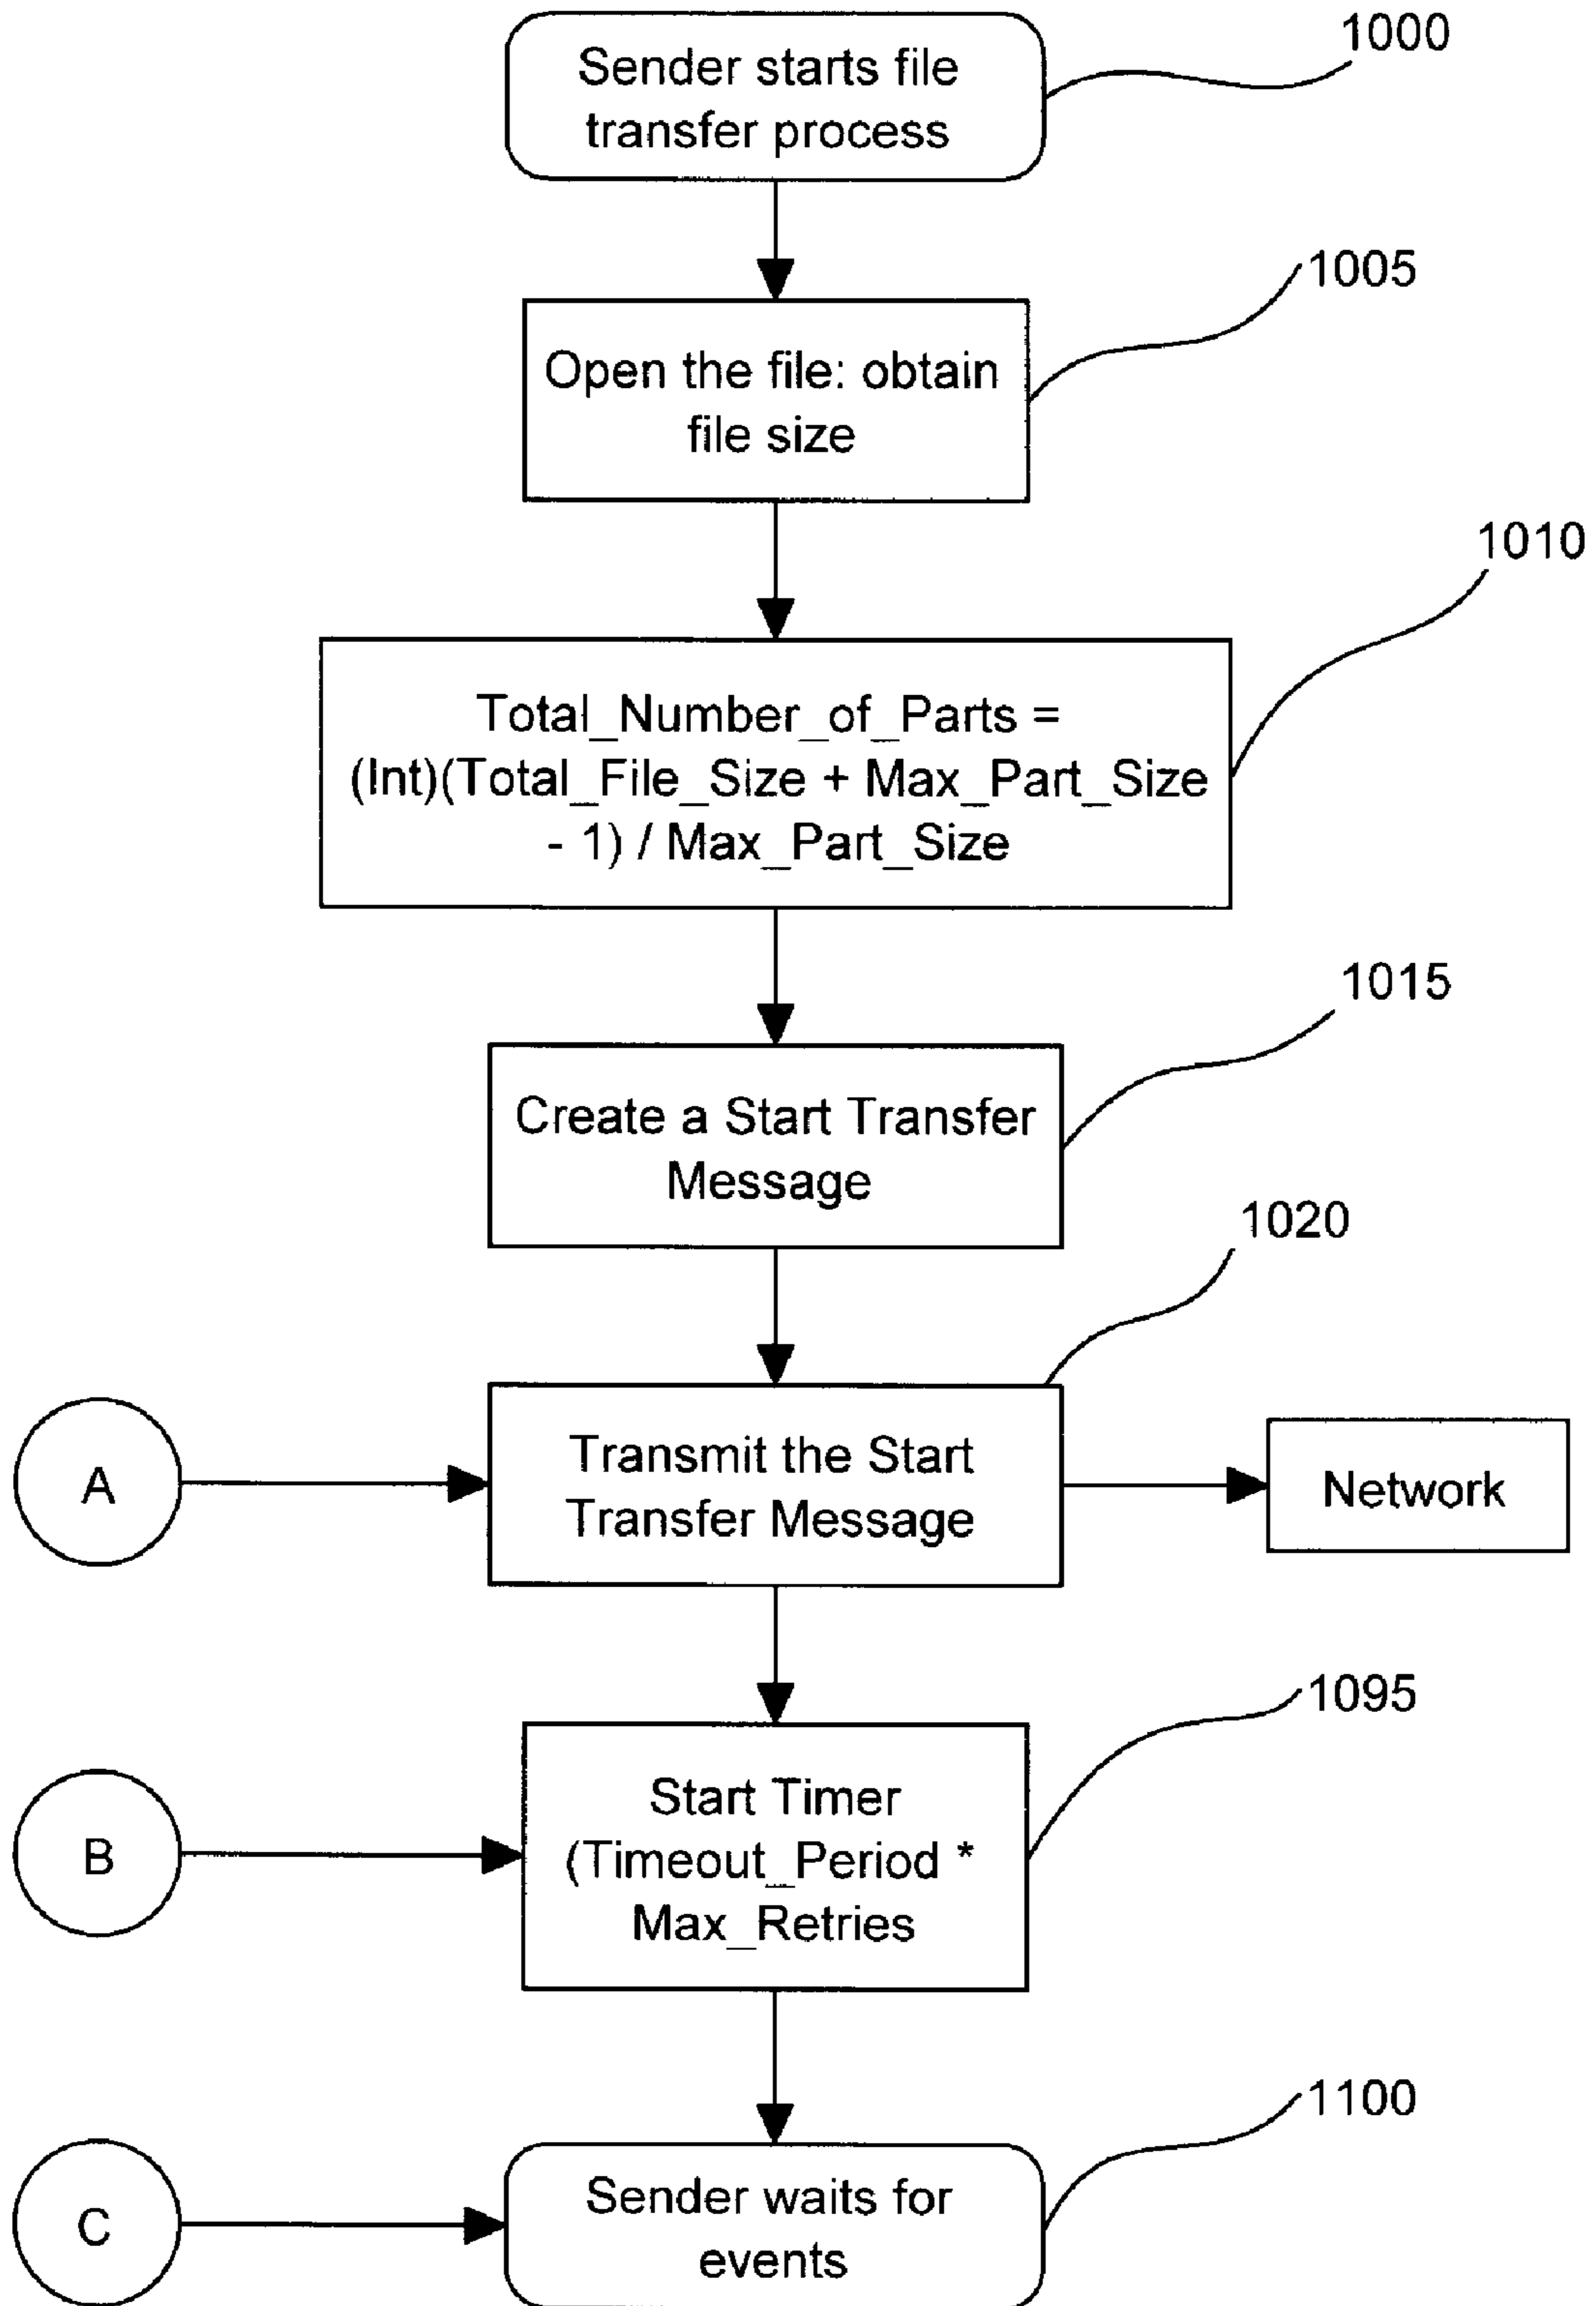 1000
Sender starts file
transfer process
1005
Open the file: obtain
file size
1010
Total_Number_of_Parts =
(Int)(Total_File_Size + Max_Part_Size
- 1) / Max_Part_Size
1015
Create a Start Transfer
Message
1020
A
Transmit the Start
Transfer Message
Network
1095
B
Start Timer
(Timeout_Period *
Max_Retries
1100
C
Sender waits for
events